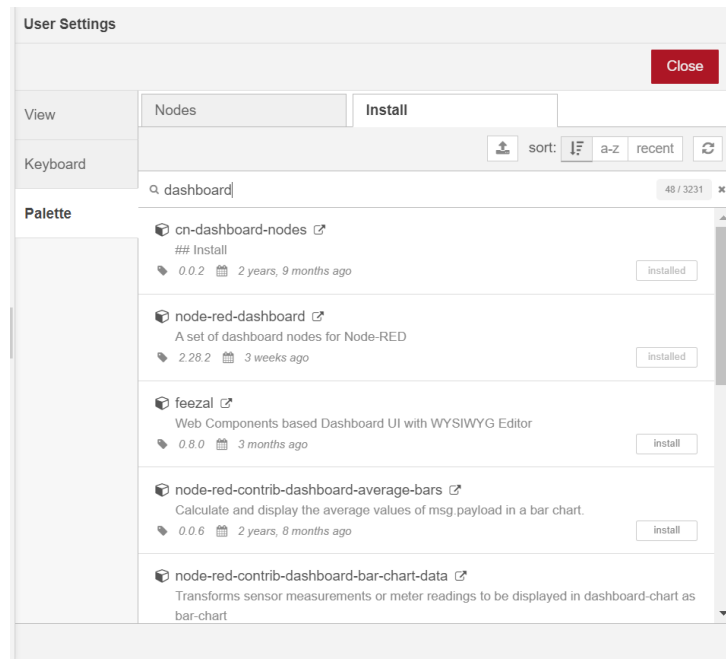 User Settings
Close
View
Keyboard
Palette
Nodes
Install
sort: a-z recent
dashboard 48 / 3231
cn-dashboard-nodes
## Install
0.0.2 2 years, 9 months ago installed
node-red-dashboard
A set of dashboard nodes for Node-RED
2.28.2 3 weeks ago installed
feezal
Web Components based Dashboard UI with WYSIWYG Editor
0.8.0 3 months ago install
node-red-contrib-dashboard-average-bars
Calculate and display the average values of msg.payload in a bar chart.
0.0.6 2 years, 8 months ago install
node-red-contrib-dashboard-bar-chart-data
Transforms sensor measurements or meter readings to be displayed in dashboard-chart as
bar-chart